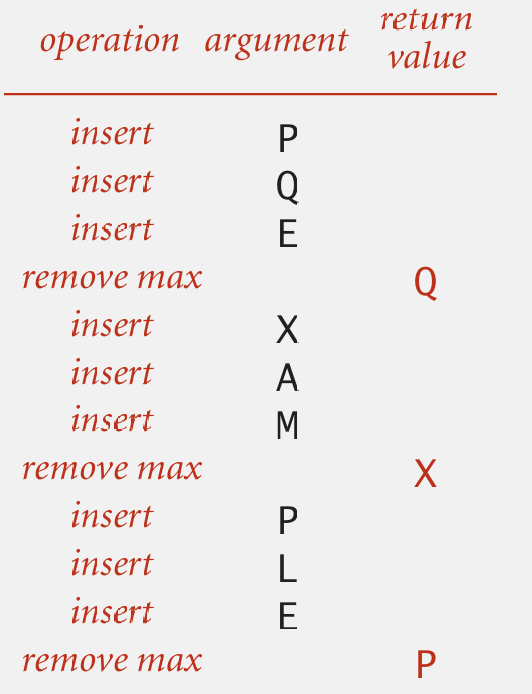 operation argument return value
insert P
insert Q
insert E
remove max Q
insert X
insert A
insert M
remove max X
insert P
insert L
insert E
remove max P